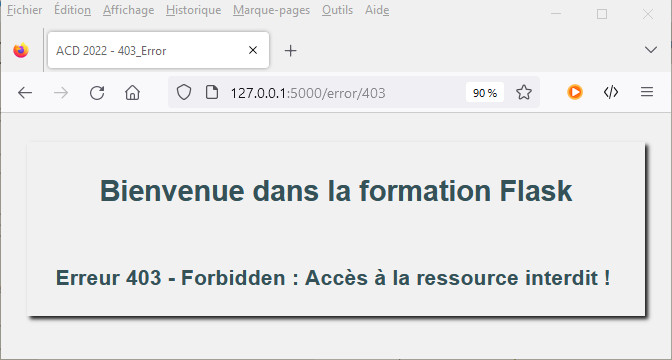 Fichier Édition Affichage Historique Marque-pages Outils Aide
ACD 2022 - 403_Error
127.0.0.1:5000/error/403 90 %
Bienvenue dans la formation Flask
Erreur 403 - Forbidden : Accès à la ressource interdit !